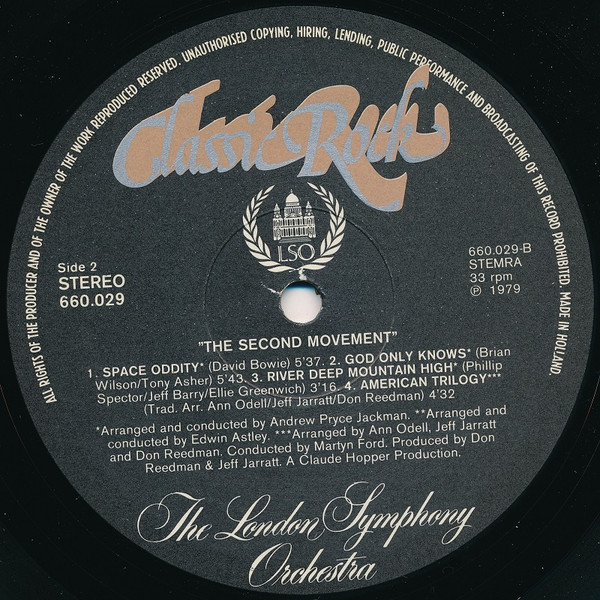 ALL RIGHTS OF THE PRODUCER AND OF THE OWNER OF THE WORK REPRODUCED RESERVED. UNAUTHORISED COPYING, HIRING, LENDING, PUBLIC PERFORMANCE AND BROADCASTING OF THIS RECORD PROHIBITED. MADE IN HOLLAND
Classic Rock
LSO
Side 2
STEREO
660.029
660.029-B
STEMRA
33 rpm
℗ 1979
"THE SECOND MOVEMENT"
1. SPACE ODDITY* (David Bowie) 5'37. 2. GOD ONLY KNOWS* (Brian
Wilson/Tony Asher) 5'43. 3. RIVER DEEP MOUNTAIN HIGH* (Phillip
Spector/Jeff Barry/Ellie Greenwich) 3'16. 4. AMERICAN TRILOGY***
(Trad. Arr. Ann Odell/Jeff Jarratt/Don Reedman) 4'32
*Arranged and conducted by Andrew Pryce Jackman. **Arranged and
conducted by Edwin Astley. ***Arranged by Ann Odell, Jeff Jarratt
and Don Reedman. Conducted by Martyn Ford. Produced by Don
Reedman & Jeff Jarratt. A Claude Hopper Production.
The London Symphony
Orchestra